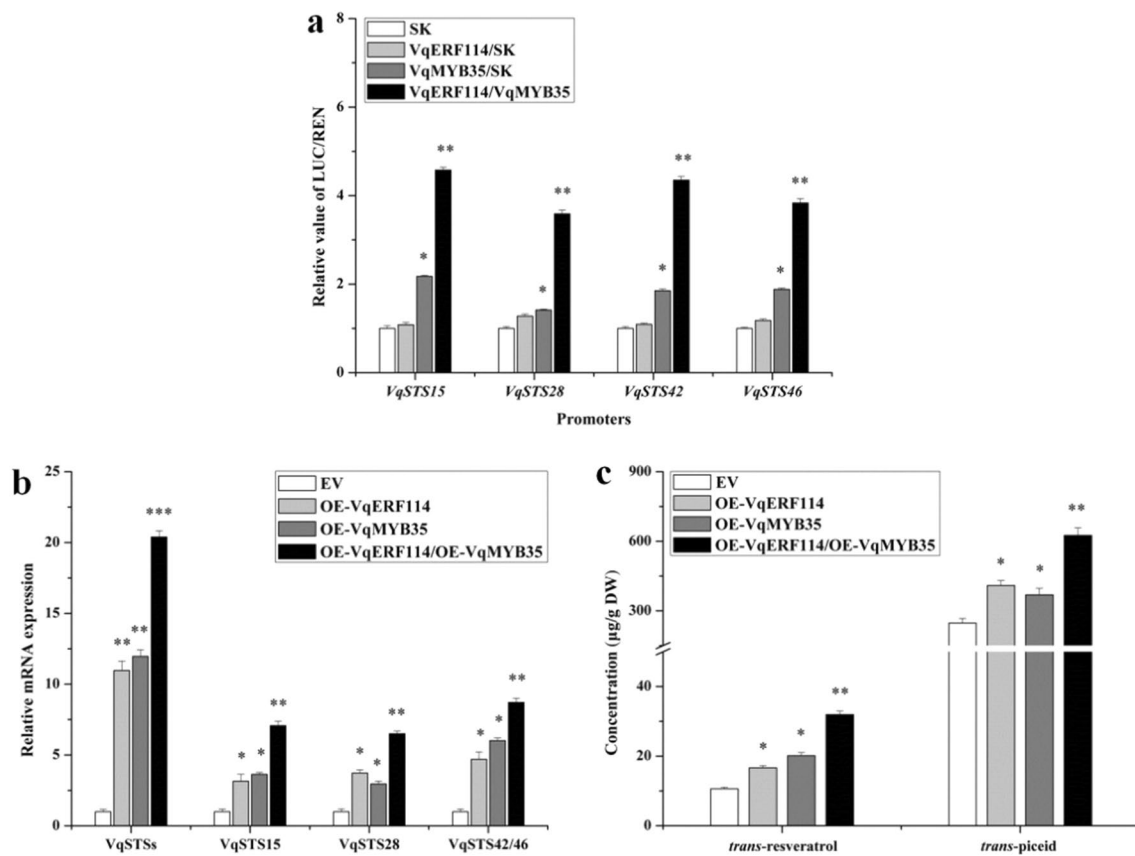 a
SK
VqERF114/SK
VqMYB35/SK
VqERF114/VqMYB35
Relative value of LUC/REN
8
6
4
2
0
**
**
**
**
*
*
*
*
VqSTS15 VqSTS28 VqSTS42 VqSTS46
Promoters
b
EV
OE-VqERF114
OE-VqMYB35
OE-VqERF114/OE-VqMYB35
Relative mRNA expression
25
20
15
10
5
0
** ** ***
* * **
* * **
* * **
VqSTSs VqSTS15 VqSTS28 VqSTS42/46
c
EV
OE-VqERF114
OE-VqMYB35
OE-VqERF114/OE-VqMYB35
Concentration (μg/g DW)
900
600
300
40
20
0
* * **
* * **
trans-resveratrol trans-piceid